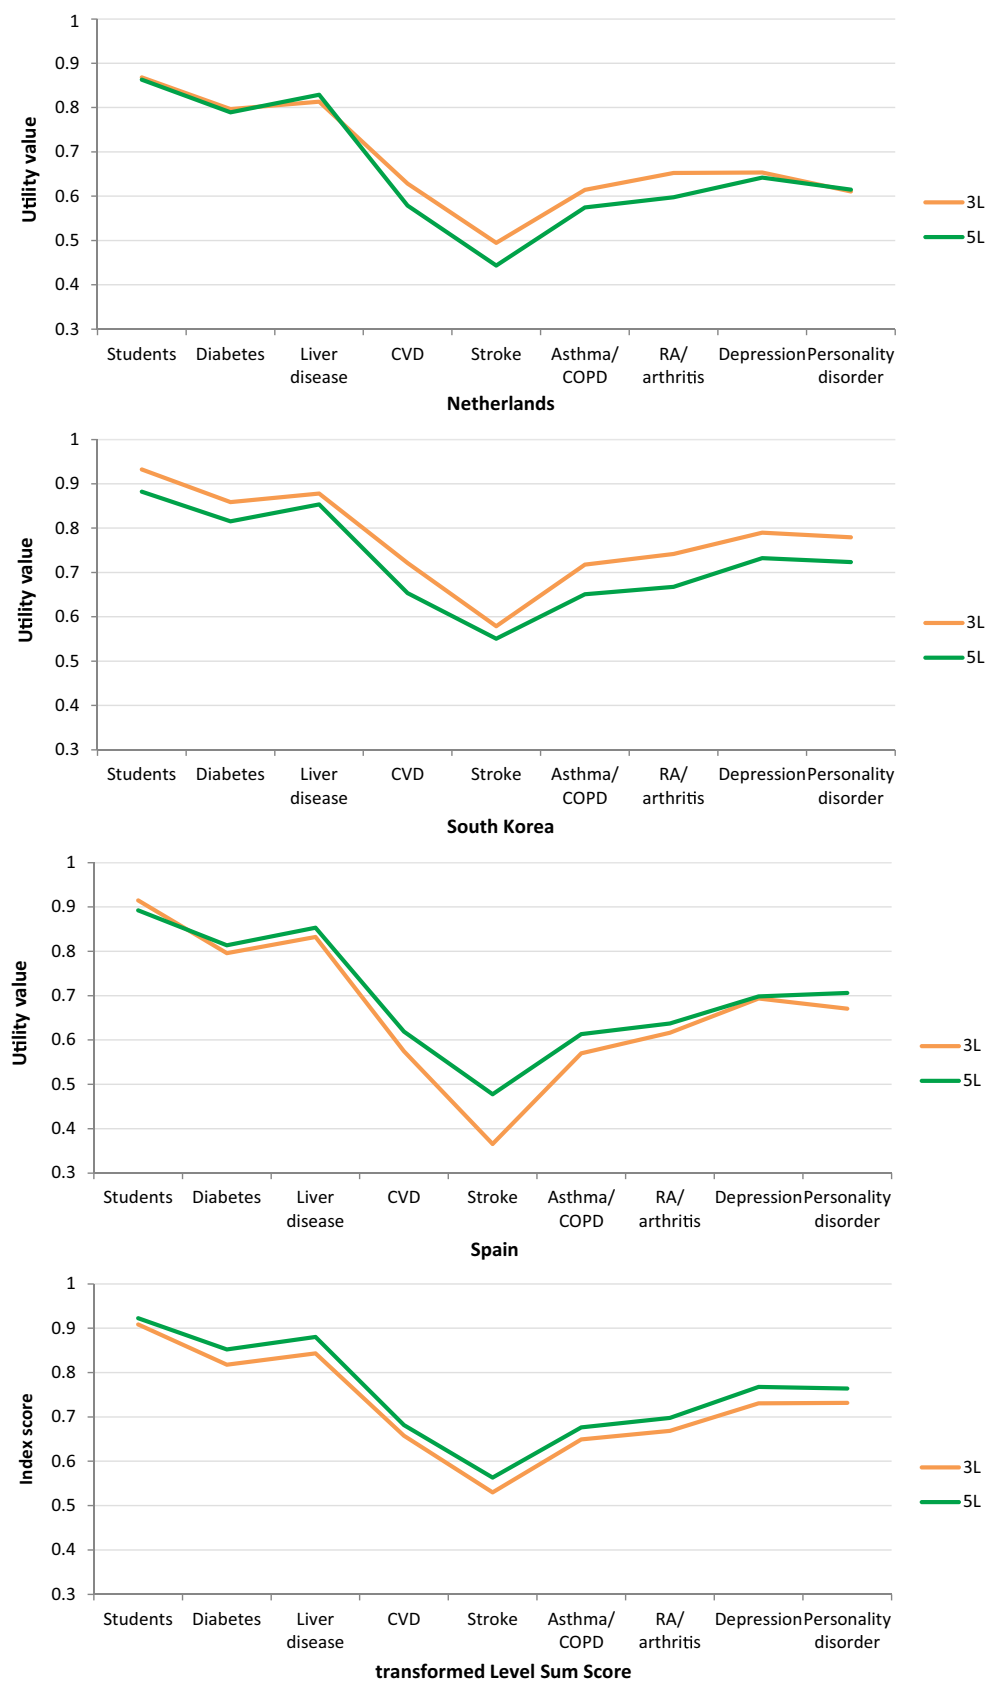 1
0.9
0.8
0.7
0.6
0.5
0.4
0.3
Utility value
3L
5L
Students Diabetes Liver disease CVD Stroke Asthma/ COPD RA/ arthritis Depression Personality disorder
Netherlands
1
0.9
0.8
0.7
0.6
0.5
0.4
0.3
Utility value
3L
5L
Students Diabetes Liver disease CVD Stroke Asthma/ COPD RA/ arthritis Depression Personality disorder
South Korea
1
0.9
0.8
0.7
0.6
0.5
0.4
0.3
Utility value
3L
5L
Students Diabetes Liver disease CVD Stroke Asthma/ COPD RA/ arthritis Depression Personality disorder
Spain
1
0.9
0.8
0.7
0.6
0.5
0.4
0.3
Index score
3L
5L
Students Diabetes Liver disease CVD Stroke Asthma/ COPD RA/ arthritis Depression Personality disorder
transformed Level Sum Score